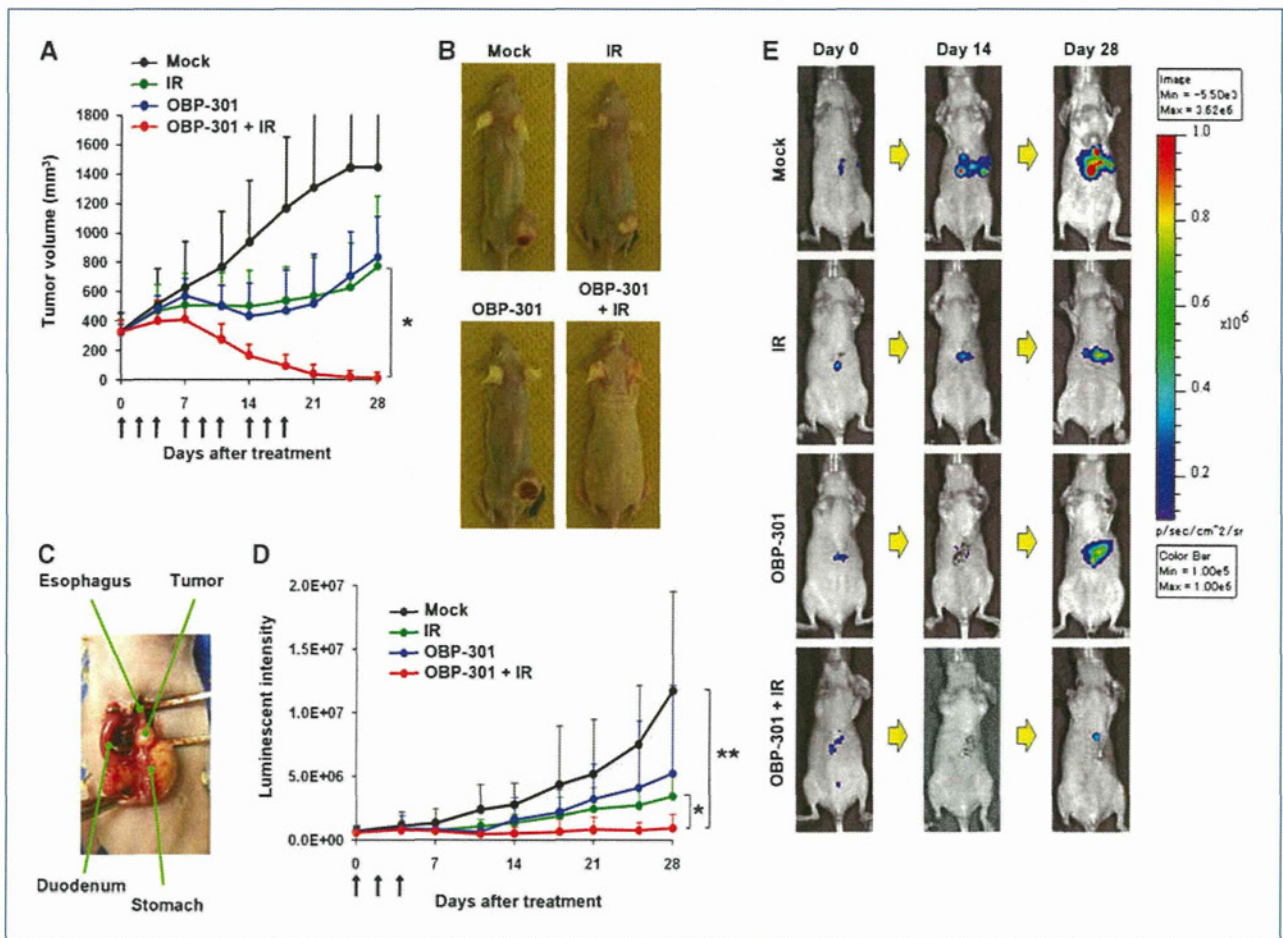 A
Mock
IR
OBP-301
OBP-301 + IR
Tumor volume (mm³)
1800
1600
1400
1200
1000
800
600
400
200
0
0 7 14 21 28
Days after treatment
*
B
Mock IR
OBP-301 OBP-301
+ IR
C
Esophagus Tumor
Duodenum
Stomach
D
Mock
IR
OBP-301
OBP-301 + IR
Luminescent intensity
2.0E+07
1.5E+07
1.0E+07
5.0E+06
0.0E+00
0 7 14 21 28
Days after treatment
**
*
E
Day 0 Day 14 Day 28
Mock
IR
OBP-301
OBP-301 + IR
Image
Min = -5.50e3
Max = 3.62e6
1.0
0.8
0.6
x10⁶
0.4
0.2
p/sec/cm^2/sr
Color Bar
Min = 1.00e5
Max = 1.00e6